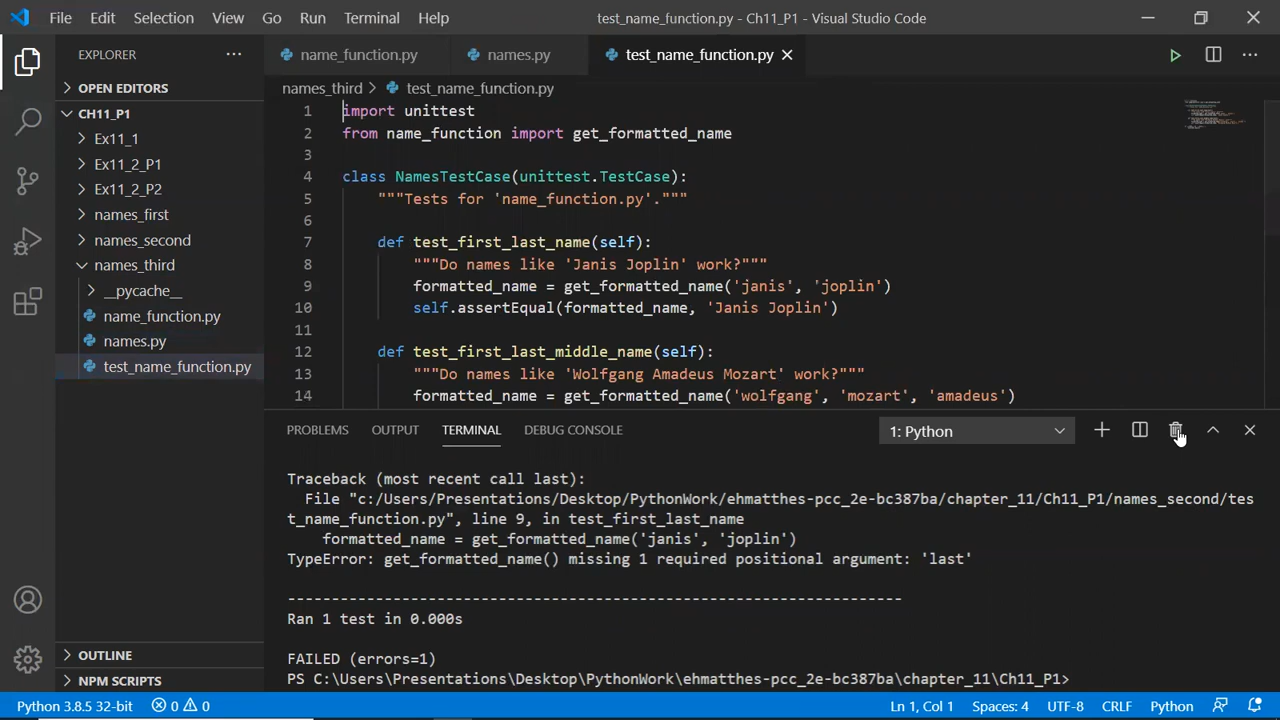 File Edit Selection View Go Run Terminal Help test_name_function.py - Ch11_P1 - Visual Studio Code
EXPLORER
name_function.py names.py test_name_function.py
OPEN EDITORS
CH11_P1
Ex11_1
Ex11_2_P1
Ex11_2_P2
names_first
names_second
names_third
__pycache__
name_function.py
names.py
test_name_function.py
OUTLINE
NPM SCRIPTS
names_third > test_name_function.py
1 import unittest
2 from name_function import get_formatted_name
3
4 class NamesTestCase(unittest.TestCase):
5 """Tests for 'name_function.py'."""
6
7 def test_first_last_name(self):
8 """Do names like 'Janis Joplin' work?"""
9 formatted_name = get_formatted_name('janis', 'joplin')
10 self.assertEqual(formatted_name, 'Janis Joplin')
11
12 def test_first_last_middle_name(self):
13 """Do names like 'Wolfgang Amadeus Mozart' work?"""
14 formatted_name = get_formatted_name('wolfgang', 'mozart', 'amadeus')
PROBLEMS OUTPUT TERMINAL DEBUG CONSOLE 1: Python
Traceback (most recent call last):
File "c:/Users/Presentations/Desktop/PythonWork/ehmatthes-pcc_2e-bc387ba/chapter_11/Ch11_P1/names_second/tes
t_name_function.py", line 9, in test_first_last_name
formatted_name = get_formatted_name('janis', 'joplin')
TypeError: get_formatted_name() missing 1 required positional argument: 'last'
----------------------------------------------------------------------
Ran 1 test in 0.000s
FAILED (errors=1)
PS C:\Users\Presentations\Desktop\PythonWork\ehmatthes-pcc_2e-bc387ba\chapter_11\Ch11_P1>
Python 3.8.5 32-bit 0 0 Ln 1, Col 1 Spaces: 4 UTF-8 CRLF Python